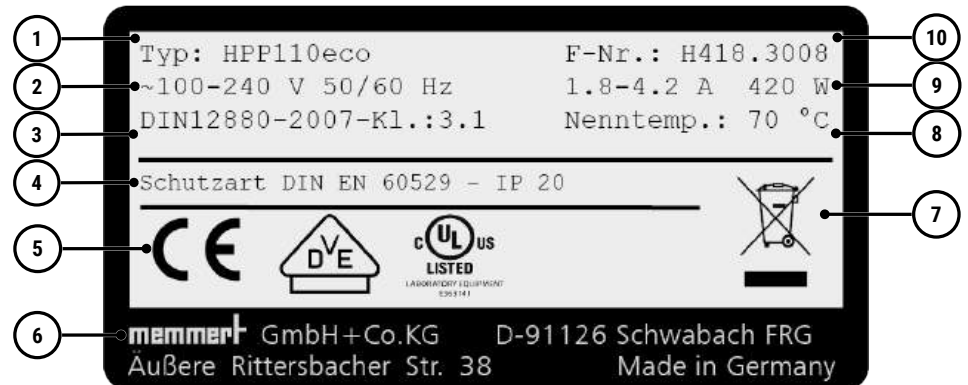 1 Typ: HPP110eco F-Nr.: H418.3008 10
2 ~100-240 V 50/60 Hz 1.8-4.2 A 420 W 9
3 DIN12880-2007-Kl.:3.1 Nenntemp.: 70 °C 8
4 Schutzart DIN EN 60529 - IP 20
5 CE DVE C UL US 7
LISTED
LABORATORY EQUIPMENT
E363141
6 memmert GmbH+Co.KG D-91126 Schwabach FRG
Äußere Rittersbacher Str. 38 Made in Germany